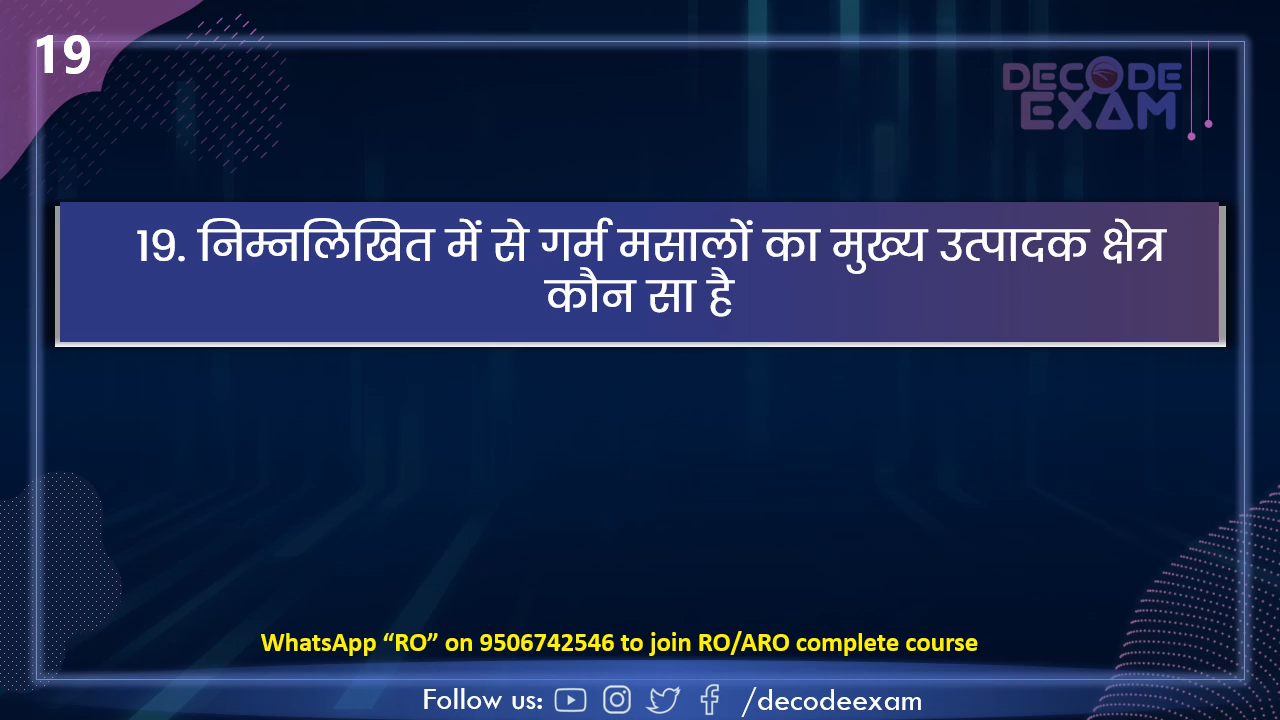 19
DECODE
EXAM
19. निम्नलिखित में से गर्म मसालों का मुख्य उत्पादक क्षेत्र
कौन सा है
WhatsApp “RO” on 9506742546 to join RO/ARO complete course
Follow us: /decodeexam